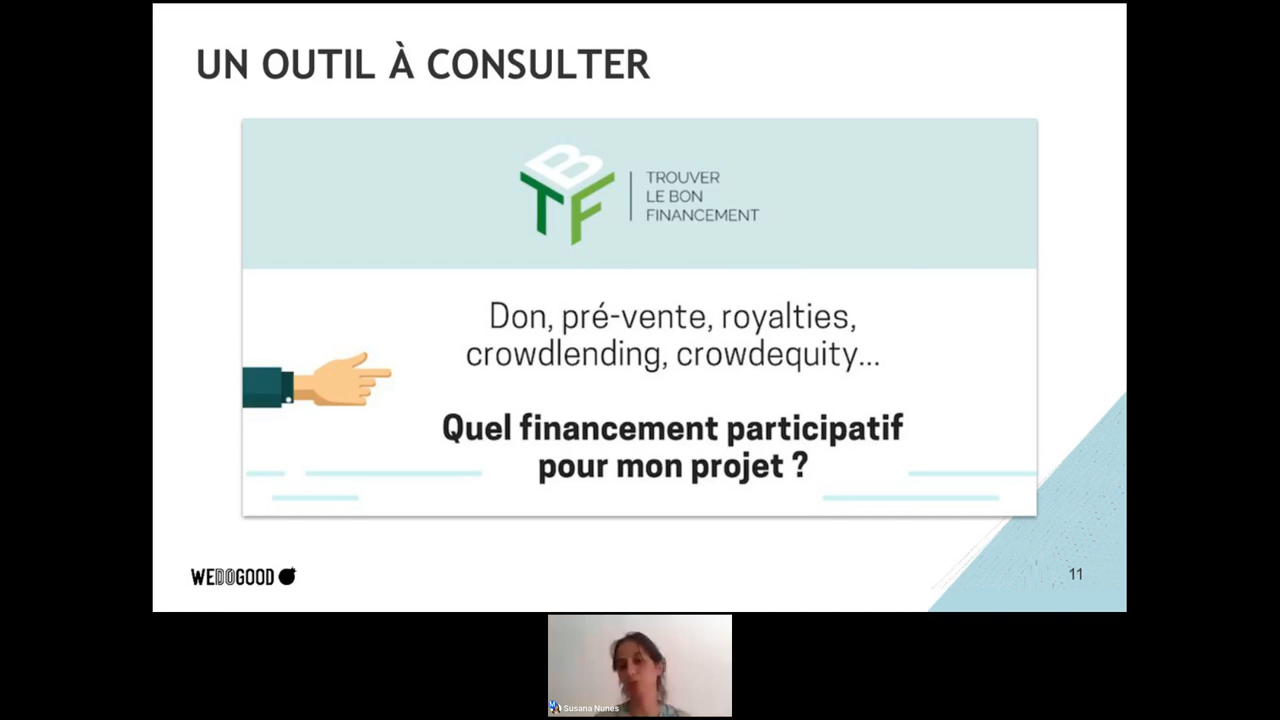 UN OUTIL À CONSULTER
B
TF
TROUVER
LE BON
FINANCEMENT
Don, pré-vente, royalties,
crowdlending, crowdequity...
Quel financement participatif
pour mon projet ?
WEDOGOOD
11
Susana Nunes